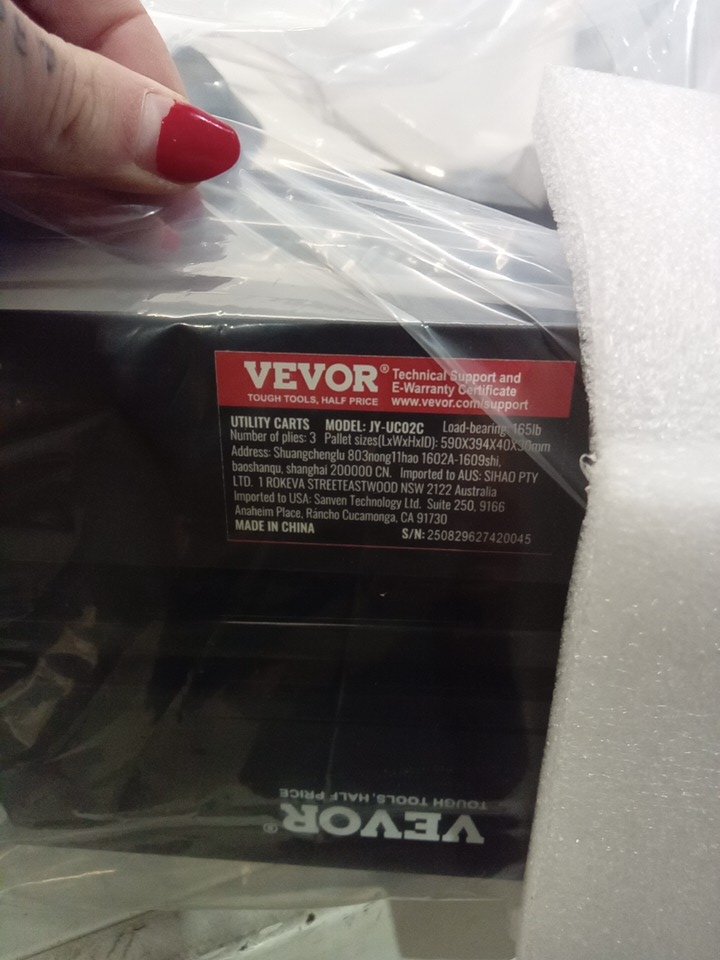 VEVOR®
TOUGH TOOLS, HALF PRICE
Technical Support and
E-Warranty Certificate
www.vevor.com/support
UTILITY CARTS MODEL: JY-UC02C Load-bearing: 165lb
Number of plies: 3 Pallet sizes(LxWxHxID): 590X394X40X30mm
Address: Shuangchenglu 803nong11hao 1602A-1609shi,
baoshanqu, shanghai 200000 CN. Imported to AUS: SIHAO PTY
LTD. 1 ROKEVA STREETEASTWOOD NSW 2122 Australia
Imported to USA: Sanven Technology Ltd. Suite 250, 9166
Anaheim Place, Rancho Cucamonga, CA 91730
MADE IN CHINA S/N: 250829627420045
VEVOR®
TOUGH TOOLS, HALF PRICE